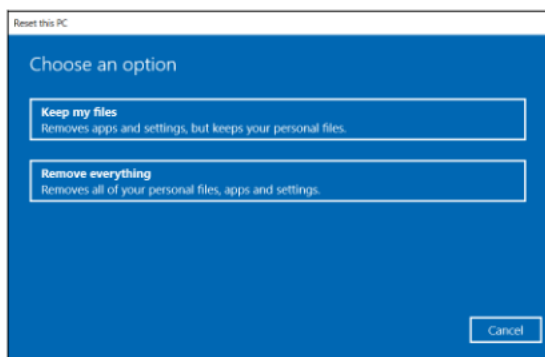 Reset this PC
Choose an option
Keep my files
Removes apps and settings, but keeps your personal files.
Remove everything
Removes all of your personal files, apps and settings.
Cancel